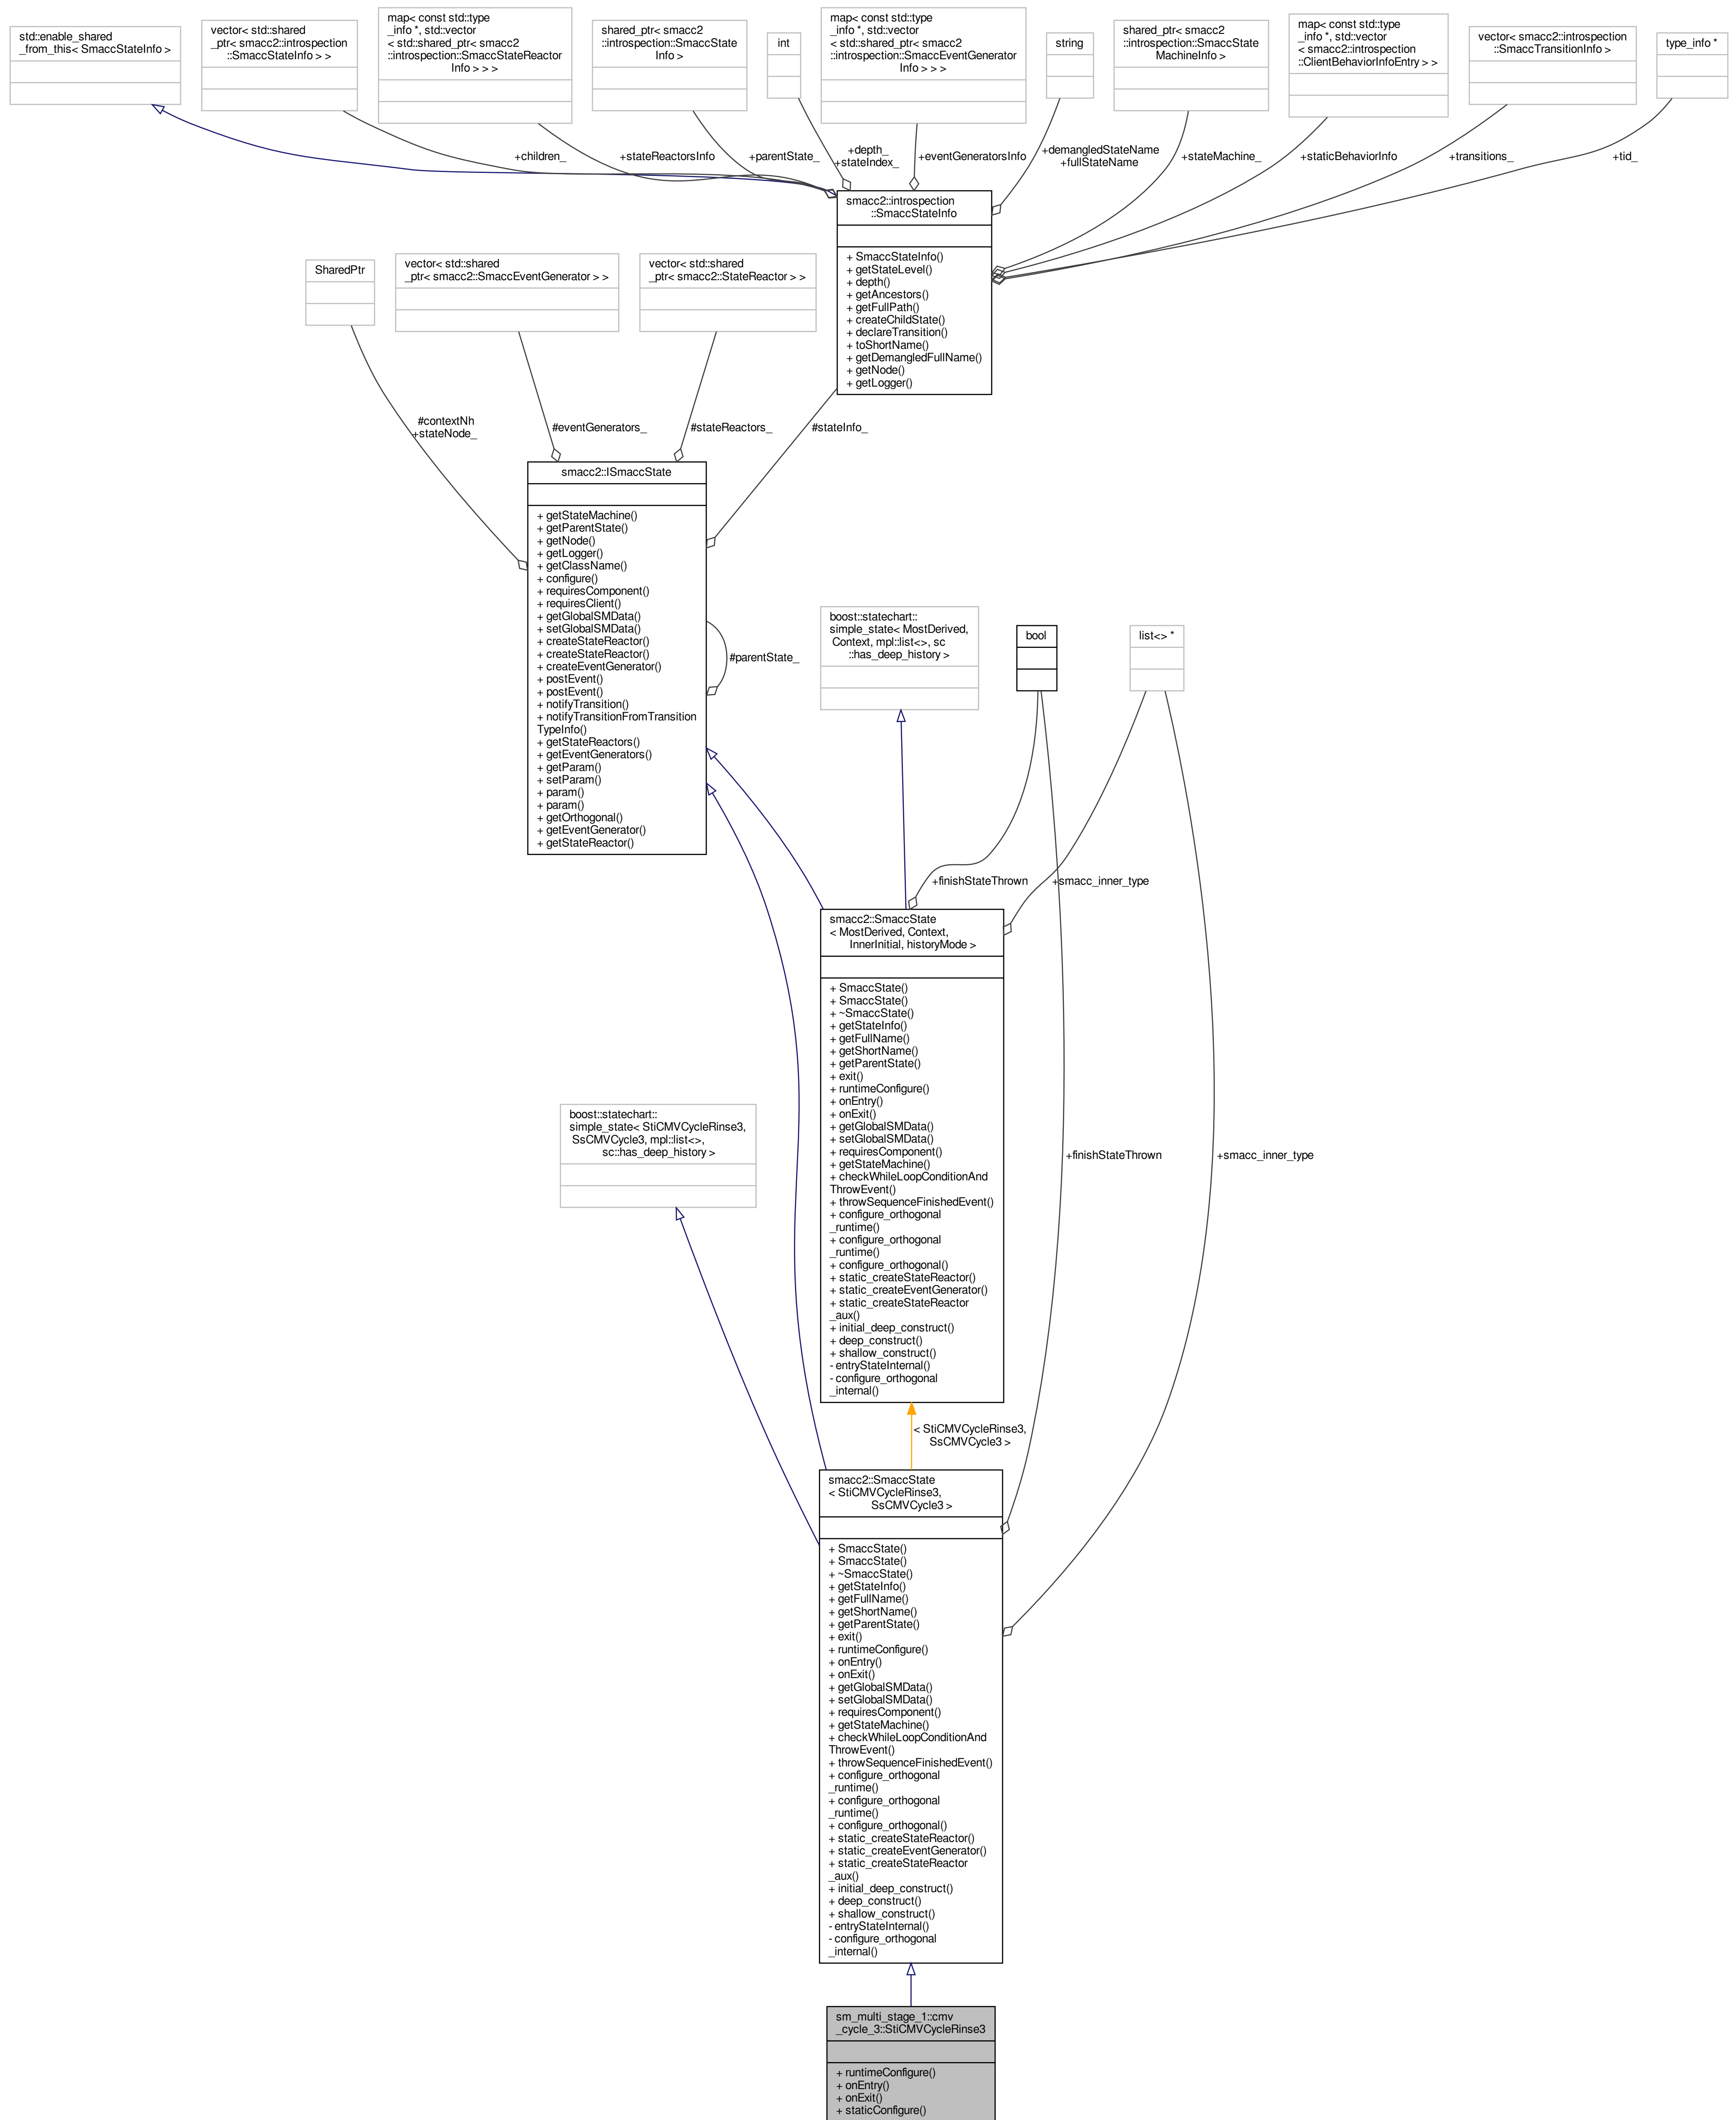 std::enable_shared
_from_this< SmaccStateInfo >
vector< std::shared
_ptr< smacc2::introspection
::SmaccStateInfo > >
map< const std::type
_info *, std::vector
< std::shared_ptr< smacc2
::introspection::SmaccStateReactor
Info > > >
shared_ptr< smacc2
::introspection::SmaccState
Info >
int
map< const std::type
_info *, std::vector
< std::shared_ptr< smacc2
::introspection::SmaccEventGenerator
Info > > >
string
shared_ptr< smacc2
::introspection::SmaccState
MachineInfo >
map< const std::type
_info *, std::vector
< smacc2::introspection
::ClientBehaviorInfoEntry > >
vector< smacc2::introspection
::SmaccTransitionInfo >
type_info *
+children_
+stateReactorsInfo
+parentState_
+depth_
+stateIndex_
+eventGeneratorsInfo
+demangledStateName
+fullStateName
+stateMachine_
+staticBehaviorInfo
+transitions_
+tid_
smacc2::introspection
::SmaccStateInfo
+ SmaccStateInfo()
+ getStateLevel()
+ depth()
+ getAncestors()
+ getFullPath()
+ createChildState()
+ declareTransition()
+ toShortName()
+ getDemangledFullName()
+ getNode()
+ getLogger()
SharedPtr
vector< std::shared
_ptr< smacc2::SmaccEventGenerator > >
vector< std::shared
_ptr< smacc2::StateReactor > >
#contextNh
+stateNode_
#eventGenerators_
#stateReactors_
#stateInfo_
smacc2::ISmaccState
+ getStateMachine()
+ getParentState()
+ getNode()
+ getLogger()
+ getClassName()
+ configure()
+ requiresComponent()
+ requiresClient()
+ getGlobalSMData()
+ setGlobalSMData()
+ createStateReactor()
+ createStateReactor()
+ createEventGenerator()
+ postEvent()
+ postEvent()
+ notifyTransition()
+ notifyTransitionFromTransition
TypeInfo()
+ getStateReactors()
+ getEventGenerators()
+ getParam()
+ setParam()
+ param()
+ param()
+ getOrthogonal()
+ getEventGenerator()
+ getStateReactor()
#parentState_
boost::statechart::
simple_state< MostDerived,
Context, mpl::list<>, sc
::has_deep_history >
bool
list<> *
+finishStateThrown
+smacc_inner_type
smacc2::SmaccState
< MostDerived, Context,
InnerInitial, historyMode >
+ SmaccState()
+ SmaccState()
+ ~SmaccState()
+ getStateInfo()
+ getFullName()
+ getShortName()
+ getParentState()
+ exit()
+ runtimeConfigure()
+ onEntry()
+ onExit()
+ getGlobalSMData()
+ setGlobalSMData()
+ requiresComponent()
+ getStateMachine()
+ checkWhileLoopConditionAnd
ThrowEvent()
+ throwSequenceFinishedEvent()
+ configure_orthogonal
_runtime()
+ configure_orthogonal
_runtime()
+ configure_orthogonal()
+ static_createStateReactor()
+ static_createEventGenerator()
+ static_createStateReactor
_aux()
+ initial_deep_construct()
+ deep_construct()
+ shallow_construct()
- entryStateInternal()
- configure_orthogonal
_internal()
boost::statechart::
simple_state< StiCMVCycleRinse3,
SsCMVCycle3, mpl::list<>,
sc::has_deep_history >
+finishStateThrown
+smacc_inner_type
< StiCMVCycleRinse3,
SsCMVCycle3 >
smacc2::SmaccState
< StiCMVCycleRinse3,
SsCMVCycle3 >
+ SmaccState()
+ SmaccState()
+ ~SmaccState()
+ getStateInfo()
+ getFullName()
+ getShortName()
+ getParentState()
+ exit()
+ runtimeConfigure()
+ onEntry()
+ onExit()
+ getGlobalSMData()
+ setGlobalSMData()
+ requiresComponent()
+ getStateMachine()
+ checkWhileLoopConditionAnd
ThrowEvent()
+ throwSequenceFinishedEvent()
+ configure_orthogonal
_runtime()
+ configure_orthogonal
_runtime()
+ configure_orthogonal()
+ static_createStateReactor()
+ static_createEventGenerator()
+ static_createStateReactor
_aux()
+ initial_deep_construct()
+ deep_construct()
+ shallow_construct()
- entryStateInternal()
- configure_orthogonal
_internal()
sm_multi_stage_1::cmv
_cycle_3::StiCMVCycleRinse3
+ runtimeConfigure()
+ onEntry()
+ onExit()
+ staticConfigure()